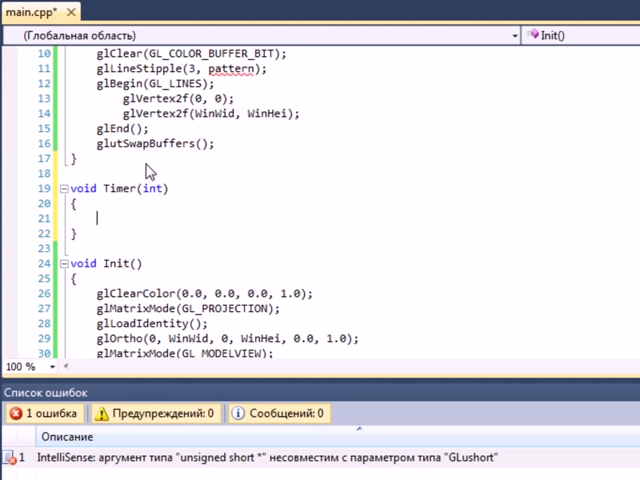 main.cpp*
(Глобальная область)
Init()
10 glClear(GL_COLOR_BUFFER_BIT);
11 glLineStipple(3, pattern);
12 glBegin(GL_LINES);
13 glVertex2f(0, 0);
14 glVertex2f(WinWid, WinHei);
15 glEnd();
16 glutSwapBuffers();
17 }
18
19 void Timer(int)
20 {
21
22 }
23
24 void Init()
25 {
26 glClearColor(0.0, 0.0, 0.0, 1.0);
27 glMatrixMode(GL_PROJECTION);
28 glLoadIdentity();
29 glOrtho(0, WinWid, 0, WinHei, 0.0, 1.0);
30 glMatrixMode(GL_MODELVIEW);
100 %
Список ошибок
1 ошибка Предупреждений: 0 Сообщений: 0
Описание
1 IntelliSense: аргумент типа "unsigned short *" несовместим с параметром типа "GLushort"